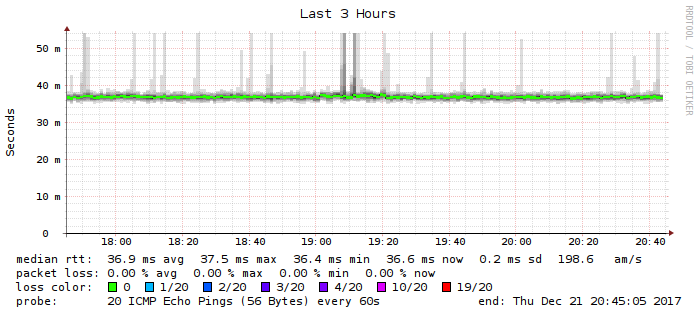 Last 3 Hours
RRDTOOL / TOBI OETIKER
Seconds
50 m
40 m
30 m
20 m
10 m
0
18:00 18:20 18:40 19:00 19:20 19:40 20:00 20:20 20:40
median rtt: 36.9 ms avg 37.5 ms max 36.4 ms min 36.6 ms now 0.2 ms sd 198.6 am/s
packet loss: 0.00 % avg 0.00 % max 0.00 % min 0.00 % now
loss color: 0 1/20 2/20 3/20 4/20 10/20 19/20
probe: 20 ICMP Echo Pings (56 Bytes) every 60s end: Thu Dec 21 20:45:05 2017